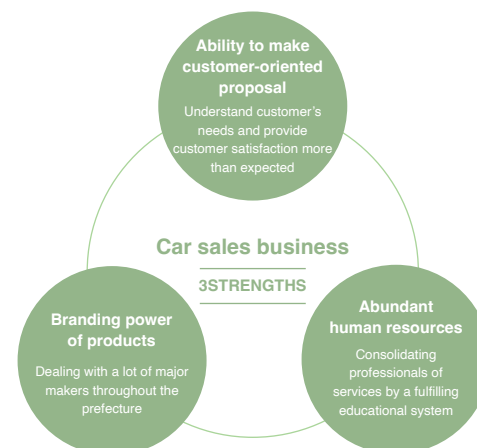 Ability to make
customer-oriented
proposal
Understand customer's
needs and provide
customer satisfaction more
than expected
Car sales business
3STRENGTHS
Branding power
of products
Dealing with a lot of major
makers throughout the
prefecture
Abundant
human resources
Consolidating
professionals of
services by a fulfilling
educational system